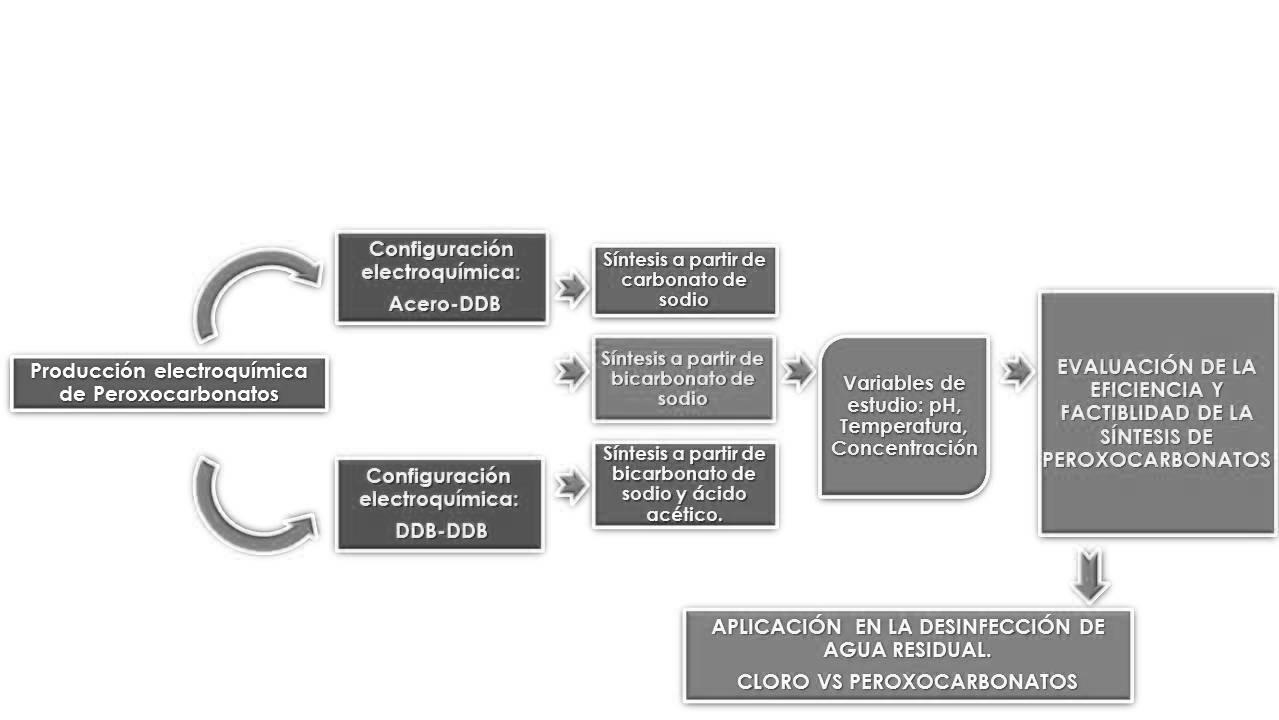 Producción electroquímica
de Peroxocarbonatos
Configuración
electroquímica:
Acero-DDB
Configuración
electroquímica:
DDB-DDB
Síntesis a partir de
carbonato de
sodio
Síntesis a partir de
bicarbonato de
sodio
Síntesis a partir de
bicarbonato de
sodio y ácido
acético.
Variables de
estudio: pH,
Temperatura,
Concentración
EVALUACIÓN DE LA
EFICIENCIA Y
FACTIBLIDAD DE LA
SÍNTESIS DE
PEROXOCARBONATOS
APLICACIÓN EN LA DESINFECCIÓN DE
AGUA RESIDUAL.
CLORO VS PEROXOCARBONATOS